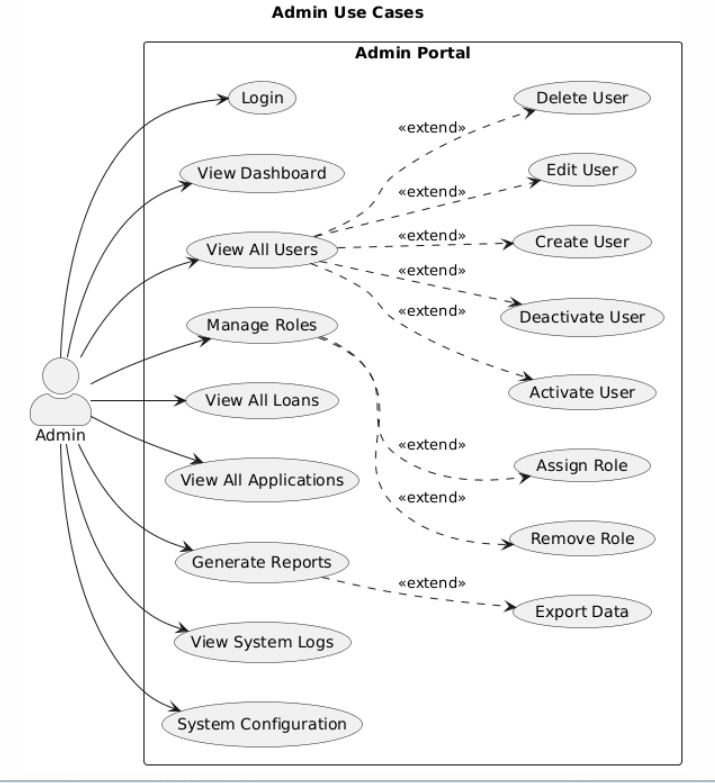 Admin Use Cases
Admin Portal
Login
Delete User
«extend»
View Dashboard
Edit User
«extend»
View All Users
«extend»
Create User
«extend»
Deactivate User
«extend»
Manage Roles
View All Loans
Activate User
Admin
«extend»
Assign Role
View All Applications
«extend»
Remove Role
Generate Reports
«extend»
Export Data
View System Logs
System Configuration